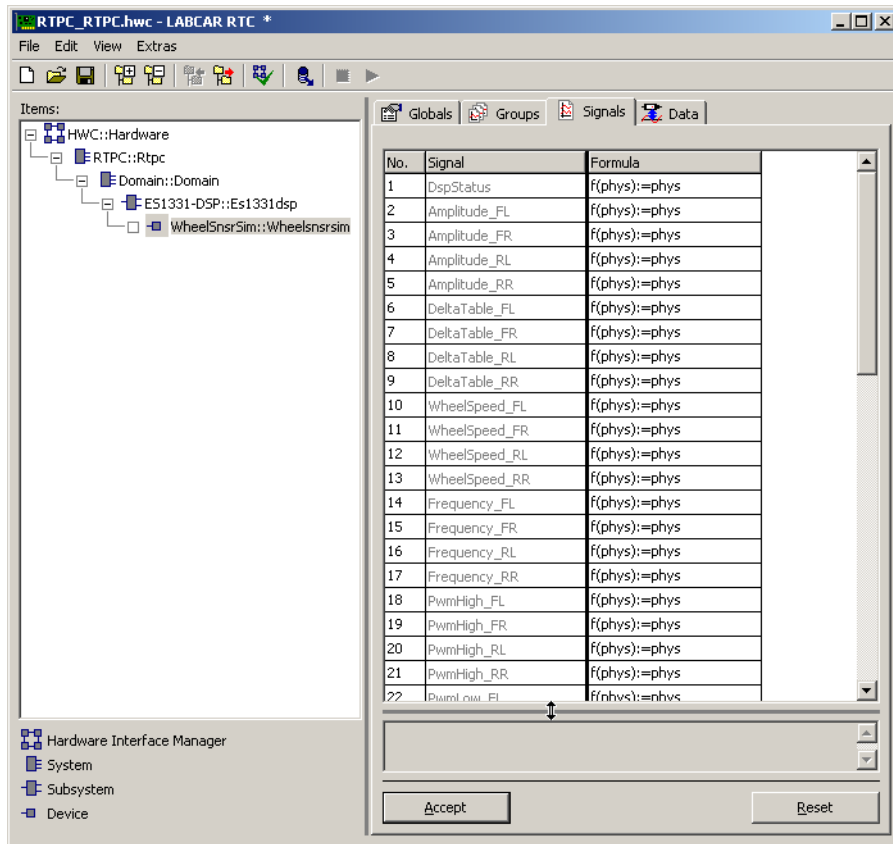 RTPC_RTPC.hwc - LABCAR RTC *
File Edit View Extras
Items:
HWC::Hardware
RTPC::Rtpc
Domain::Domain
ES1331-DSP::Es1331dsp
WheelSnsrSim::Wheelsnsrsim
Hardware Interface Manager
System
Subsystem
Device
Globals Groups Signals Data
No. Signal Formula
1 DspStatus f(phys):=phys
2 Amplitude_FL f(phys):=phys
3 Amplitude_FR f(phys):=phys
4 Amplitude_RL f(phys):=phys
5 Amplitude_RR f(phys):=phys
6 DeltaTable_FL f(phys):=phys
7 DeltaTable_FR f(phys):=phys
8 DeltaTable_RL f(phys):=phys
9 DeltaTable_RR f(phys):=phys
10 WheelSpeed_FL f(phys):=phys
11 WheelSpeed_FR f(phys):=phys
12 WheelSpeed_RL f(phys):=phys
13 WheelSpeed_RR f(phys):=phys
14 Frequency_FL f(phys):=phys
15 Frequency_FR f(phys):=phys
16 Frequency_RL f(phys):=phys
17 Frequency_RR f(phys):=phys
18 PwmHigh_FL f(phys):=phys
19 PwmHigh_FR f(phys):=phys
20 PwmHigh_RL f(phys):=phys
21 PwmHigh_RR f(phys):=phys
22 PwmLow_FL f(phys):=phys
Accept Reset